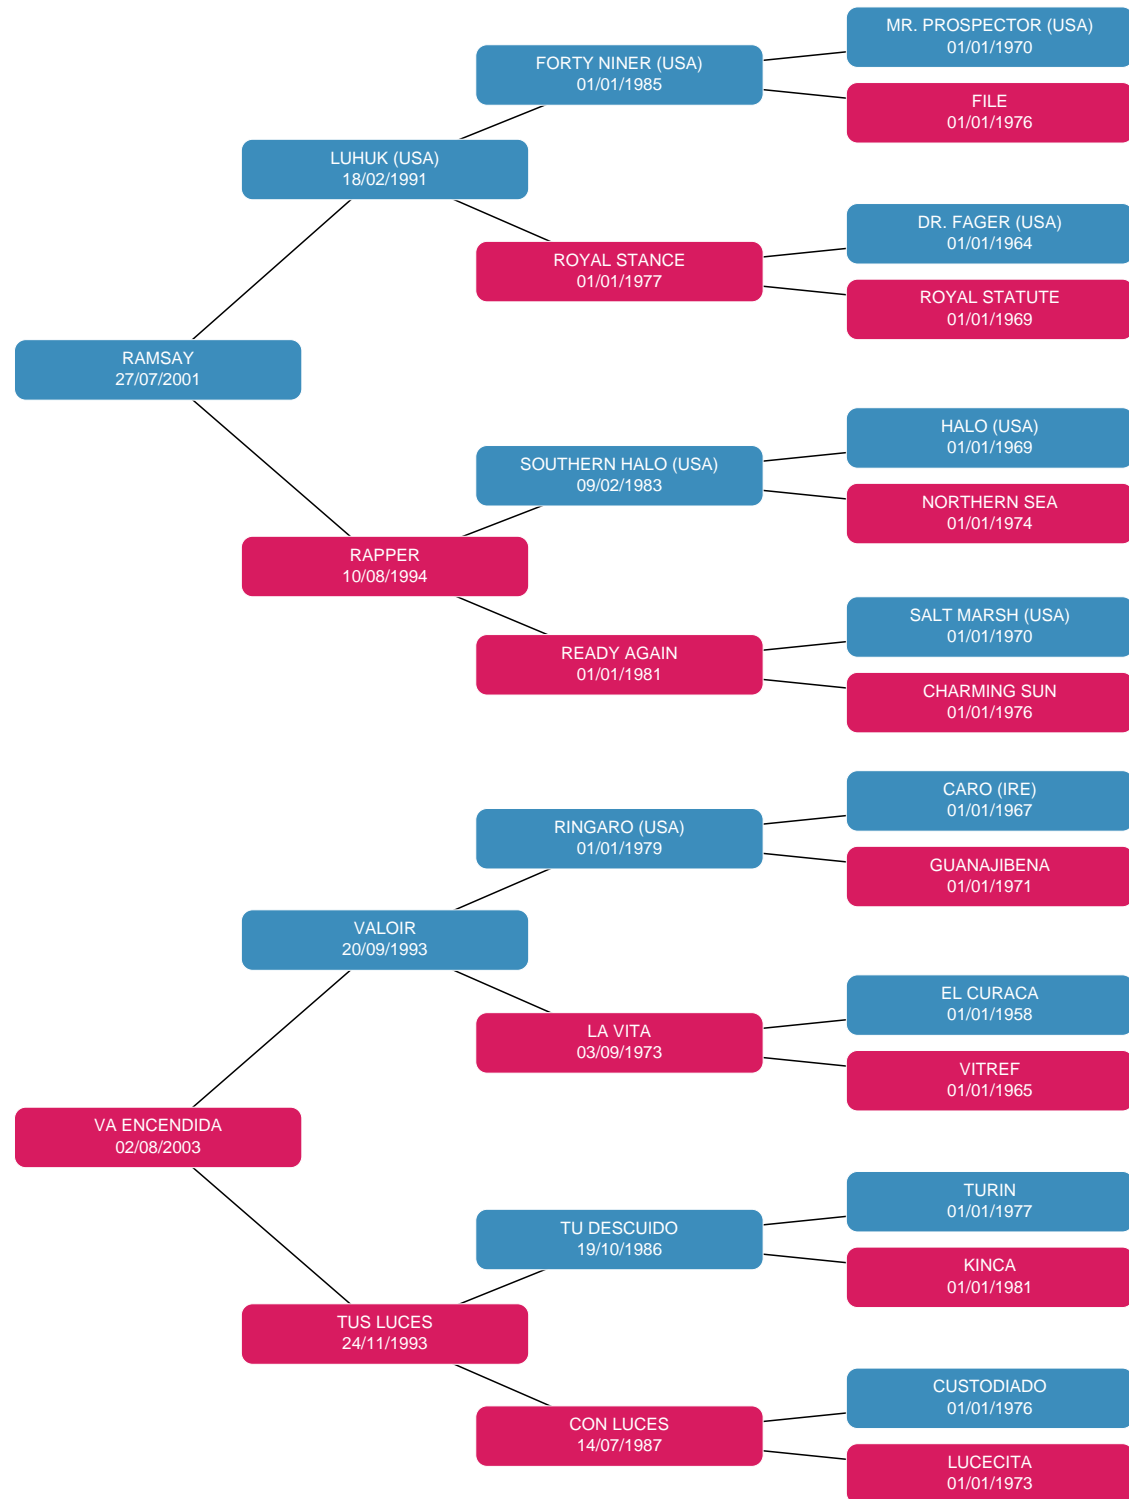 MR. PROSPECTOR (USA)
01/01/1970
FORTY NINER (USA)
01/01/1985
FILE
01/01/1976
LUHUK (USA)
18/02/1991
DR. FAGER (USA)
01/01/1964
ROYAL STANCE
01/01/1977
ROYAL STATUTE
01/01/1969
RAMSAY
27/07/2001
HALO (USA)
01/01/1969
SOUTHERN HALO (USA)
09/02/1983
NORTHERN SEA
01/01/1974
RAPPER
10/08/1994
SALT MARSH (USA)
01/01/1970
READY AGAIN
01/01/1981
CHARMING SUN
01/01/1976
CARO (IRE)
01/01/1967
RINGARO (USA)
01/01/1979
GUANAJIBENA
01/01/1971
VALOIR
20/09/1993
EL CURACA
01/01/1958
LA VITA
03/09/1973
VITREF
01/01/1965
VA ENCENDIDA
02/08/2003
TURIN
01/01/1977
TU DESCUIDO
19/10/1986
KINCA
01/01/1981
TUS LUCES
24/11/1993
CUSTODIADO
01/01/1976
CON LUCES
14/07/1987
LUCECITA
01/01/1973